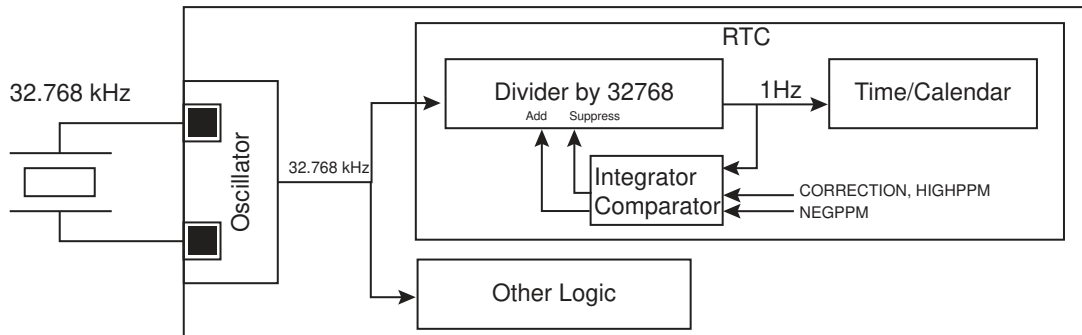 RTC
32.768 kHz
Oscillator
32.768 kHz
Divider by 32768
Add Suppress
1Hz
Time/Calendar
Integrator
Comparator
CORRECTION, HIGHPPM
NEGPPM
Other Logic